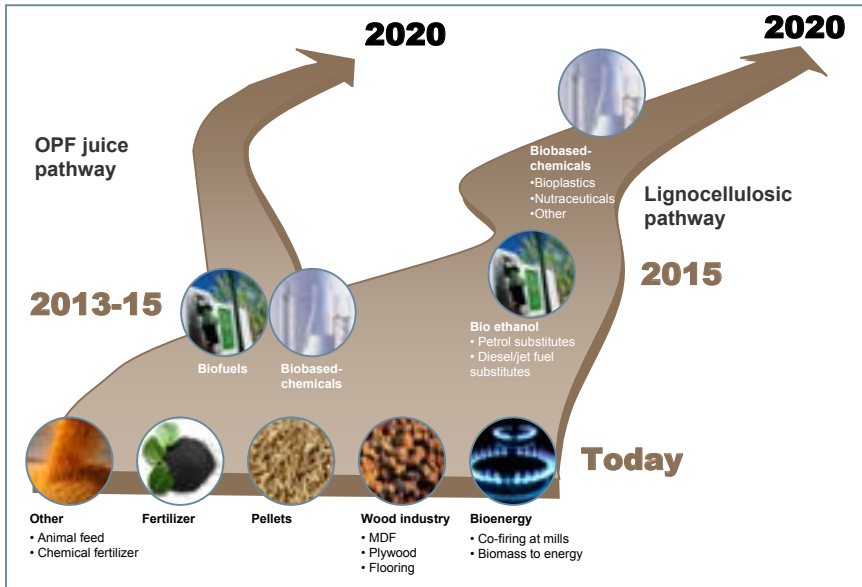 2020
2020
OPF juice
pathway
Biobased-
chemicals
•Bioplastics
•Nutraceuticals
•Other
Lignocellulosic
pathway
2015
2013-15
Biofuels
Biobased-
chemicals
Bio ethanol
• Petrol substitutes
• Diesel/jet fuel
substitutes
Today
Other
• Animal feed
• Chemical fertilizer
Fertilizer
Pellets
Wood industry
• MDF
• Plywood
• Flooring
Bioenergy
• Co-firing at mills
• Biomass to energy